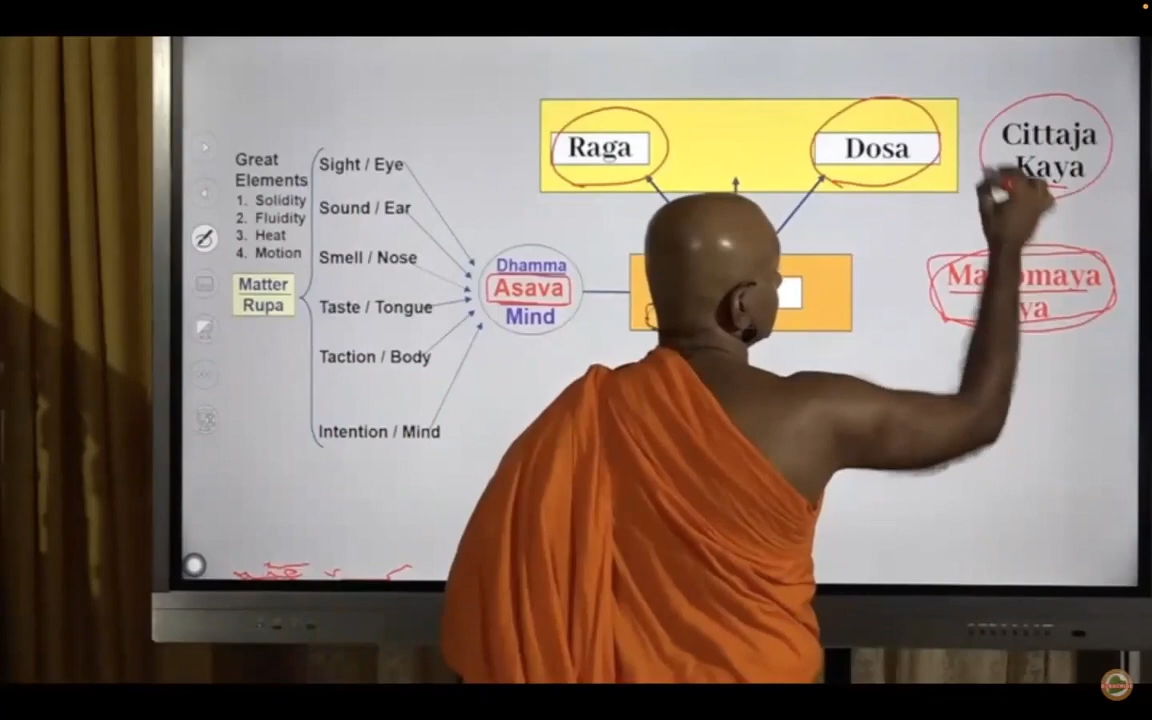 Great
Elements
1. Solidity
2. Fluidity
3. Heat
4. Motion
Matter
Rupa
Sight / Eye
Sound / Ear
Smell / Nose
Taste / Tongue
Taction / Body
Intention / Mind
Dhamma
Asava
Mind
Raga
Dosa
Cittaja
Kaya